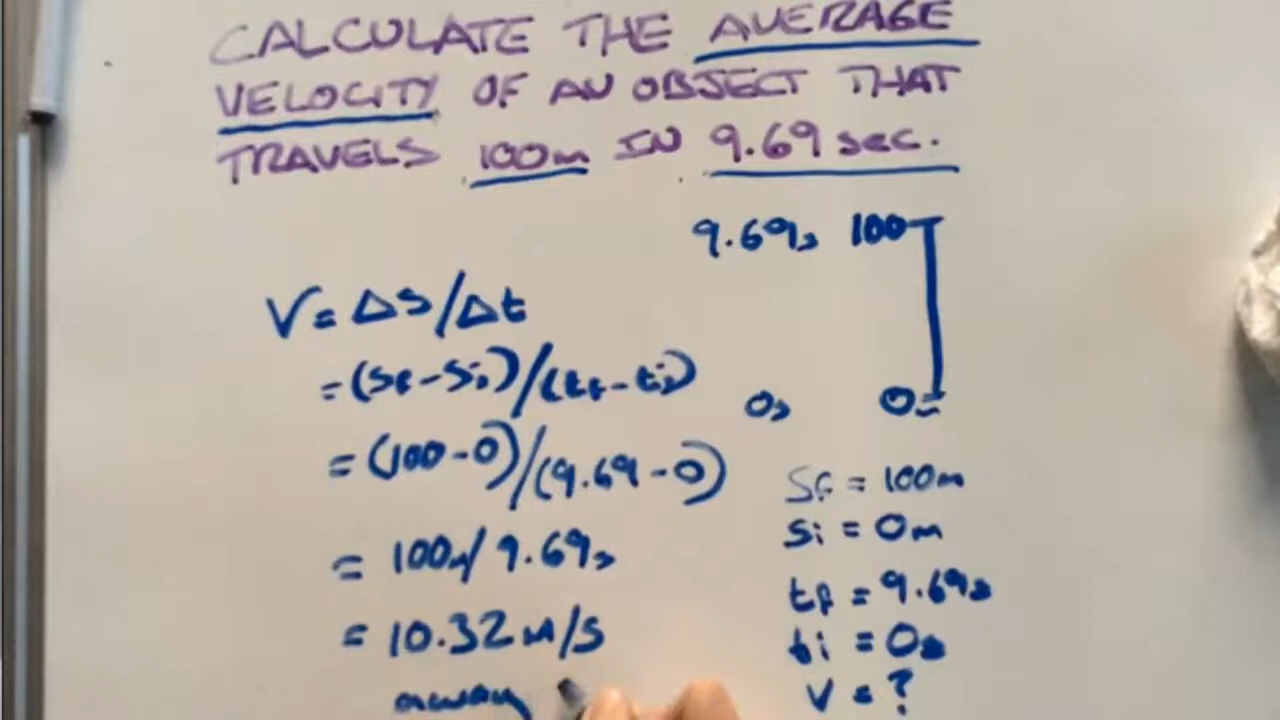 CALCULATE THE AVERAGE
VELOCITY OF AN OBJECT THAT
TRAVELS 100m IN 9.69 sec.
9.69s 100
V = Δs/Δt
= (sf - si)/(tf - ti)
0s 0
= (100 - 0)/(9.69 - 0)
Sf = 100m
Si = 0m
= 100m/9.69s
tf = 9.69s
= 10.32 m/s
ti = 0s
away
V = ?